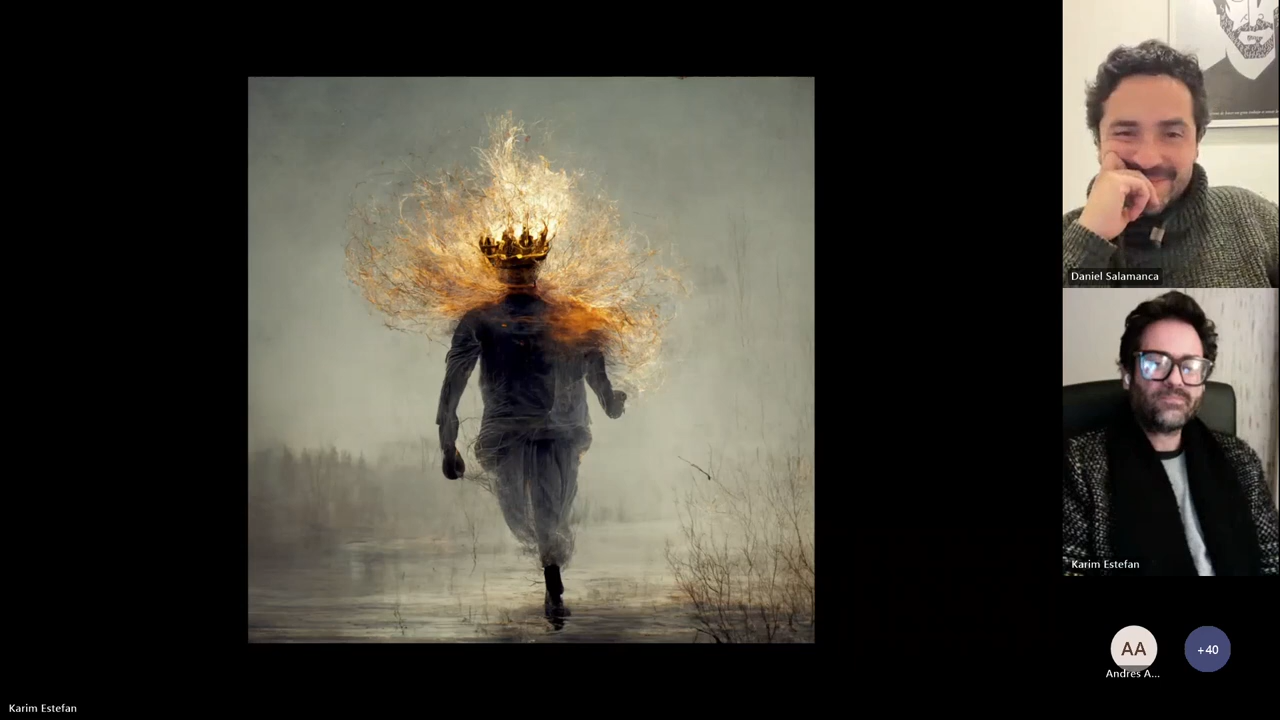 Daniel Salamanca
Karim Estefan
AA
+40
Andres A...
Karim Estefan